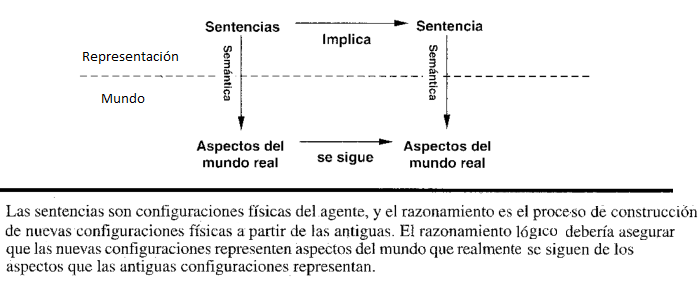 Sentencias Implica Sentencia
Representación
Semántica Semántica
Mundo
Aspectos del mundo real se sigue Aspectos del mundo real
Las sentencias son configuraciones físicas del agente, y el razonamiento es el proceso de construcción
de nuevas configuraciones físicas a partir de las antiguas. El razonamiento lógico debería asegurar
que las nuevas configuraciones representen aspectos del mundo que realmente se siguen de los
aspectos que las antiguas configuraciones representan.